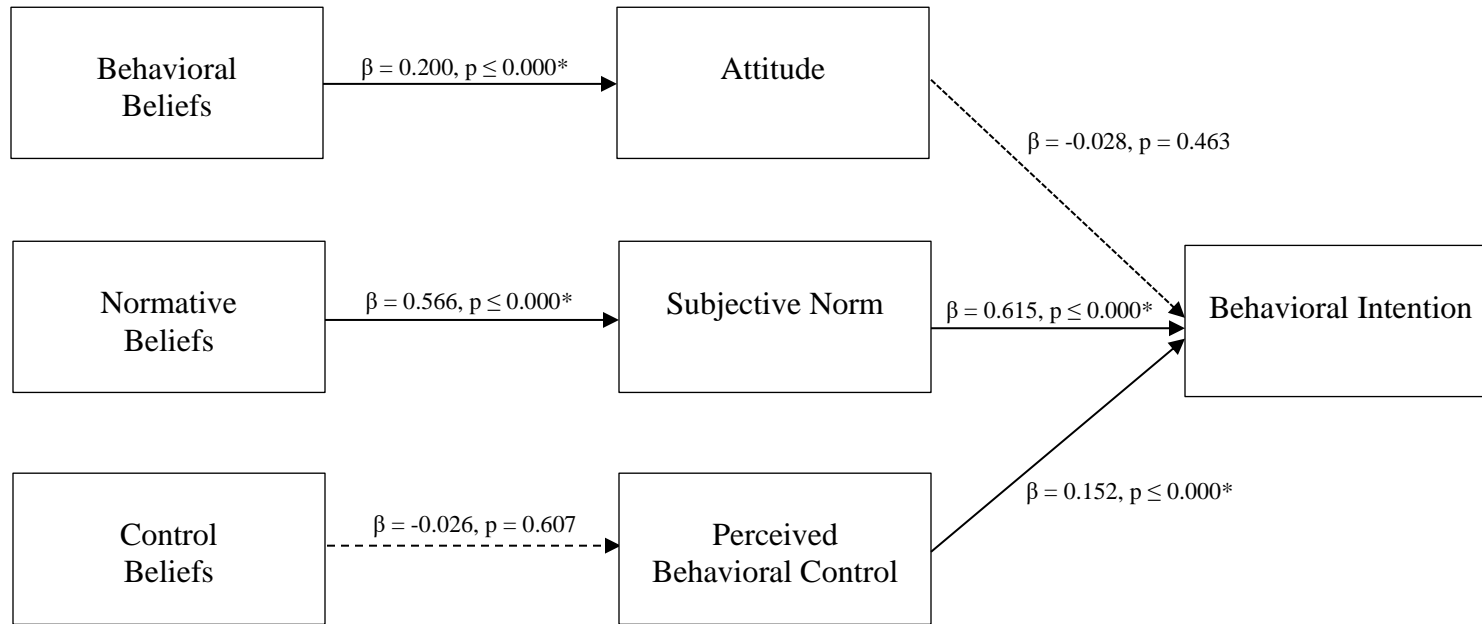 Behavioral
Beliefs
β = 0.200, p ≤ 0.000*
Attitude
β = -0.028, p = 0.463
Normative
Beliefs
β = 0.566, p ≤ 0.000*
Subjective Norm
β = 0.615, p ≤ 0.000*
Behavioral Intention
Control
Beliefs
β = -0.026, p = 0.607
Perceived
Behavioral Control
β = 0.152, p ≤ 0.000*